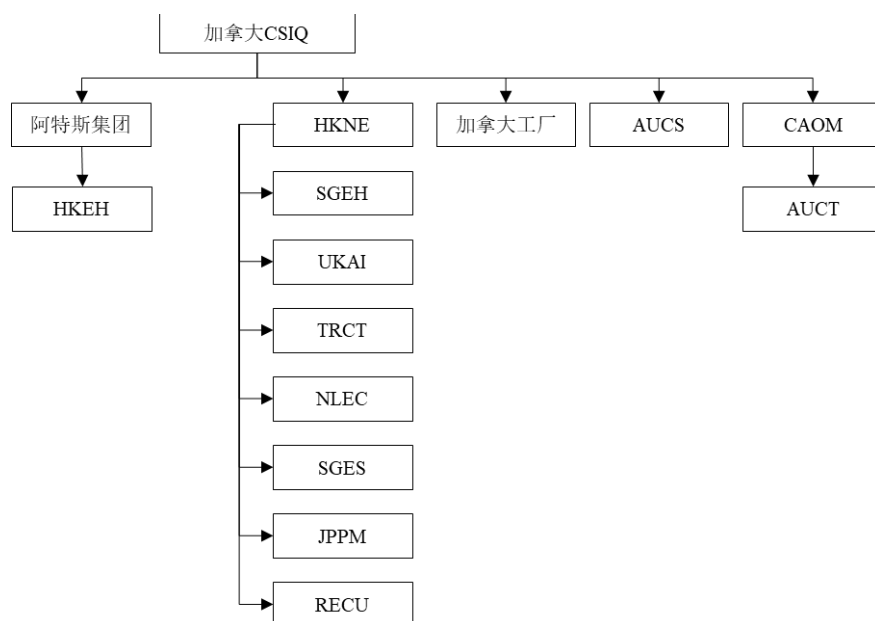 加拿大CSIQ
阿特斯集团
HKNE
加拿大工厂
AUCS
CAOM
HKEH
SGEH
AUCT
UKAI
TRCT
NLEC
SGES
JPPM
RECU